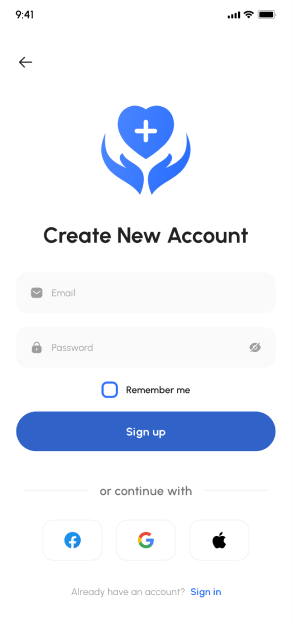 9:41
Create New Account
Email
Password
Remember me
Sign up
or continue with
Already have an account? Sign in